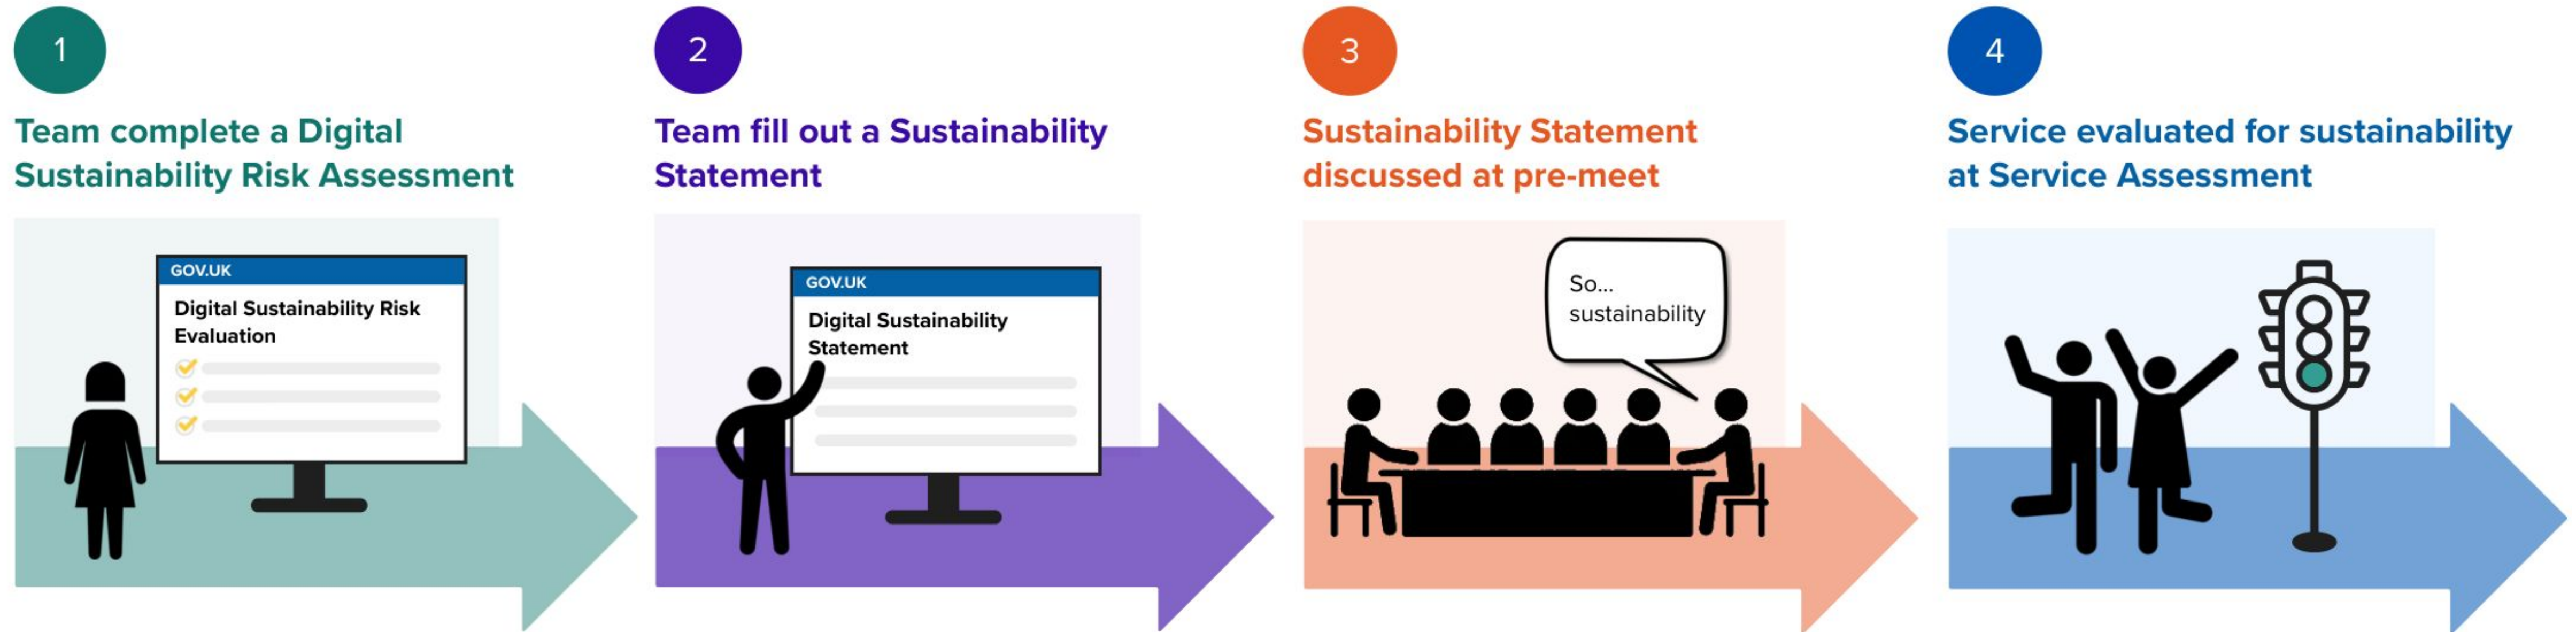 1
Team complete a Digital
Sustainability Risk Assessment
GOV.UK
Digital Sustainability Risk
Evaluation
2
Team fill out a Sustainability
Statement
GOV.UK
Digital Sustainability
Statement
3
Sustainability Statement
discussed at pre-meet
So...
sustainability
4
Service evaluated for sustainability
at Service Assessment